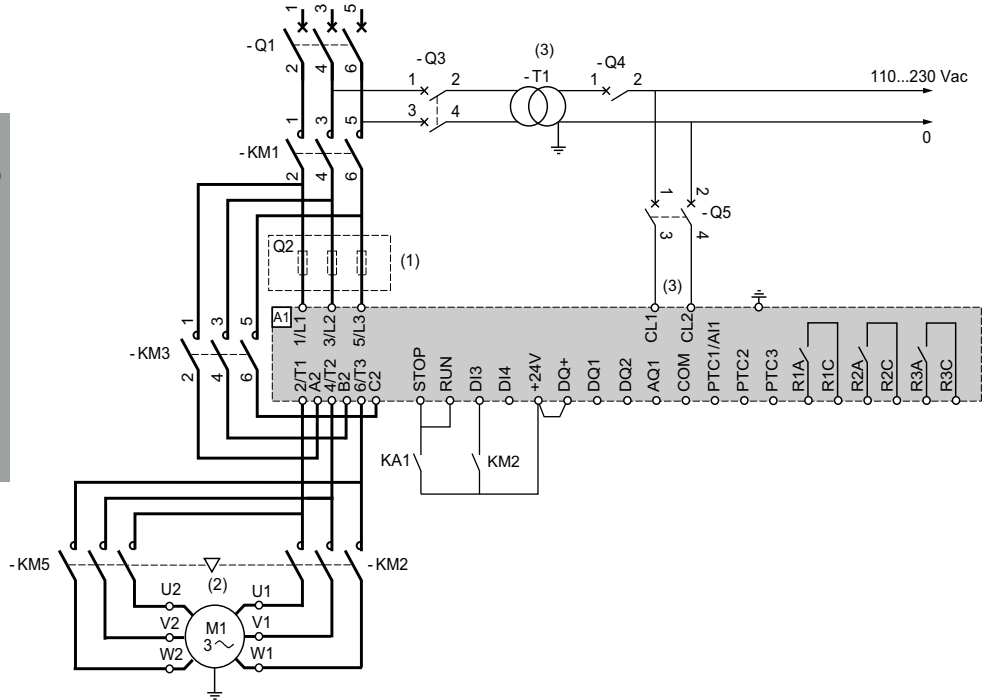 1 3 5
-Q1
2 4 6
-Q3
1 2
3 4
(3)
-T1
-Q4
1 2
110...230 Vac
0
1 3 5
-KM1
2 4 6
1 2
-Q5
3 4
Q2
(1)
(3)
A1
1/L1
3/L2
5/L3
CL1
CL2
1 3 5
-KM3
2 4 6
2/T1
A2
4/T2
B2
6/T3
C2
STOP
RUN
DI3
DI4
+24V
DQ+
DQ1
DQ2
AQ1
COM
PTC1/AI1
PTC2
PTC3
R1A
R1C
R2A
R2C
R3A
R3C
KA1
KM2
-KM5
(2)
-KM2
U2
U1
V2
M1
3
V1
W2
W1